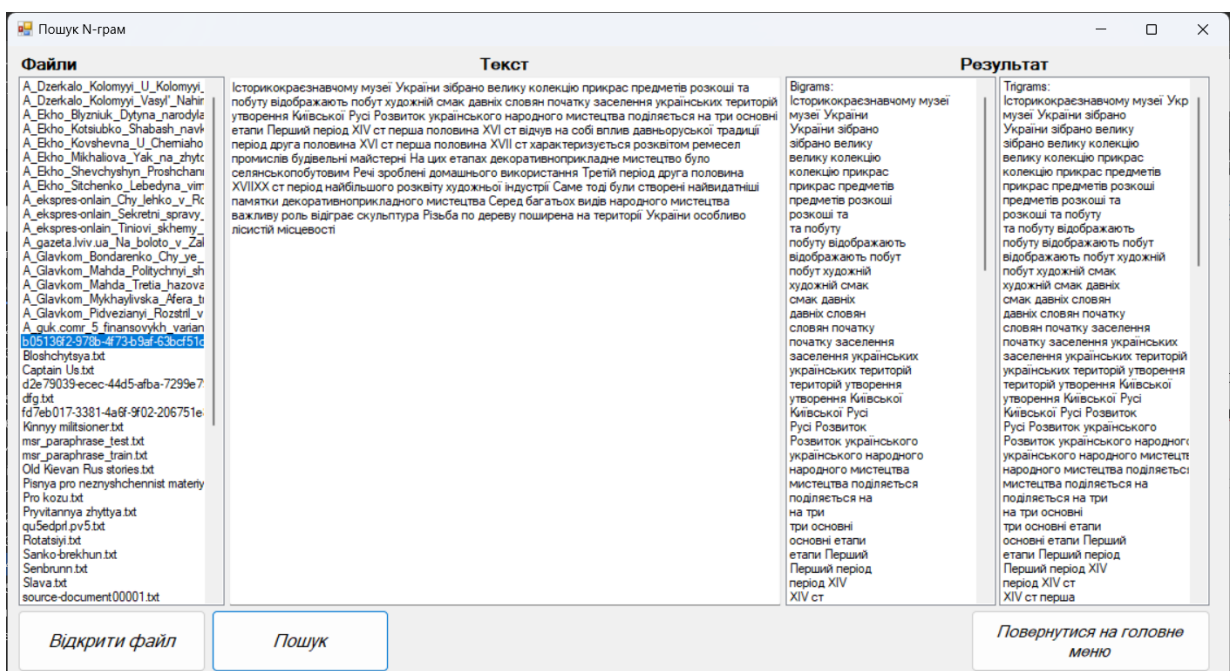 Пошук N-грам
Файли
Текст
Результат
A_Dzerkalo_Kolomyyi_U_Kolomyyi_
A_Dzerkalo_Kolomyyi_Vasyl'_Nahir
A_Ekho_Blyzniuk_Dytyna_narodyla
A_Ekho_Kotsiubko_Shabash_navk
A_Ekho_Kovshevna_U_Cherniaho
A_Ekho_Mikhaliova_Yak_na_zhyto
A_Ekho_Shevchyshyn_Proshchann
A_Ekho_Sitchenko_Lebedyna_vim
A_ekspres-onlain_Chy_lehko_v_Ro
A_ekspres-onlain_Sekretni_spravy_
A_ekspres-onlain_Tiniovi_skhemy_
A_gazeta.lviv.ua_Na_boloto_v_Zal
A_Glavkom_Bondarenko_Chy_ye_
A_Glavkom_Mahda_Politychnyi_sh
A_Glavkom_Mahda_Tretia_hazova
A_Glavkom_Mykhaylivska_Afera_tr
A_Glavkom_Pidvezianyi_Rozstril_v
A_guk.comr_5_finansovykh_varian
b05136f2-978b-4f73-b9af-63bcf51c
Bloshchytsya.txt
Captain Us.txt
d2e79039-ecec-44d5-afba-7299e7
dfg.txt
fd7eb017-3381-4a6f-9f02-206751e
Kinnyy militsioner.txt
msr_paraphrase_test.txt
msr_paraphrase_train.txt
Old Kievan Rus stories.txt
Pisnya pro neznyshchennist materiy
Pro kozu.txt
Pryvitannya zhyttya.txt
qu5edprl.pv5.txt
Rotatsiyi.txt
Sanko-brekhun.txt
Senbrunn.txt
Slava.txt
source-document00001.txt
Історикокраєзнавчому музеї України зібрано велику колекцію прикрас предметів розкоші та
побуту відображають побут художній смак давніх словян початку заселення українських територій
утворення Київської Русі Розвиток українського народного мистецтва поділяється на три основні
етапи Перший період XIV ст перша половина XVI ст відчув на собі вплив давньоруської традиції
період друга половина XVI ст перша половина XVII ст характеризується розквітом ремесел
промислів будівельні майстерні На цих етапах декоративноприкладне мистецтво було
селянськопобутовим Речі зроблені домашнього використання Третій період друга половина
XVIIXX ст період найбільшого розквіту художньої індустрії Саме тоді були створені найвидатніші
памятки декоративноприкладного мистецтва Серед багатьох видів народного мистецтва
важливу роль відіграє скульптура Різьба по дереву поширена на території України особливо
лісистій місцевості
Bigrams:
Історикокраєзнавчому музеї
музеї України
України зібрано
зібрано велику
велику колекцію
колекцію прикрас
прикрас предметів
предметів розкоші
розкоші та
та побуту
побуту відображають
відображають побут
побут художній
художній смак
смак давніх
давніх словян
словян початку
початку заселення
заселення українських
українських територій
територій утворення
утворення Київської
Київської Русі
Русі Розвиток
Розвиток українського
українського народного
народного мистецтва
мистецтва поділяється
поділяється на
на три
три основні
основні етапи
етапи Перший
Перший період
період XIV
XIV ст
Trigrams:
Історикокраєзнавчому музеї Укр
музеї України зібрано
України зібрано велику
зібрано велику колекцію
велику колекцію прикрас
колекцію прикрас предметів
прикрас предметів розкоші
предметів розкоші та
розкоші та побуту
та побуту відображають
побуту відображають побут
відображають побут художній
побут художній смак
художній смак давніх
смак давніх словян
давніх словян початку
словян початку заселення
початку заселення українських
заселення українських територій
українських територій утворення
територій утворення Київської
утворення Київської Русі
Київської Русі Розвиток
Русі Розвиток українського
Розвиток українського народного
українського народного мистецтв
народного мистецтва поділяєтьс
мистецтва поділяється на
поділяється на три
на три основні
три основні етапи
основні етапи Перший
етапи Перший період
Перший період XIV
період XIV ст
XIV ст перша
Відкрити файл
Пошук
Повернутися на головне
меню